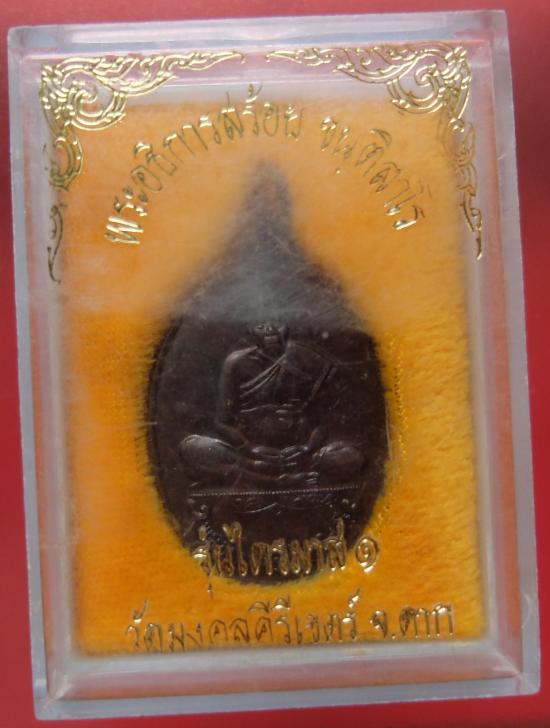 พระอธิการสร้อย ขนฺติสาโร
รุ่นไตรมาส ๑
วัดมงคลคีรีเขตร์ จ.ตาก